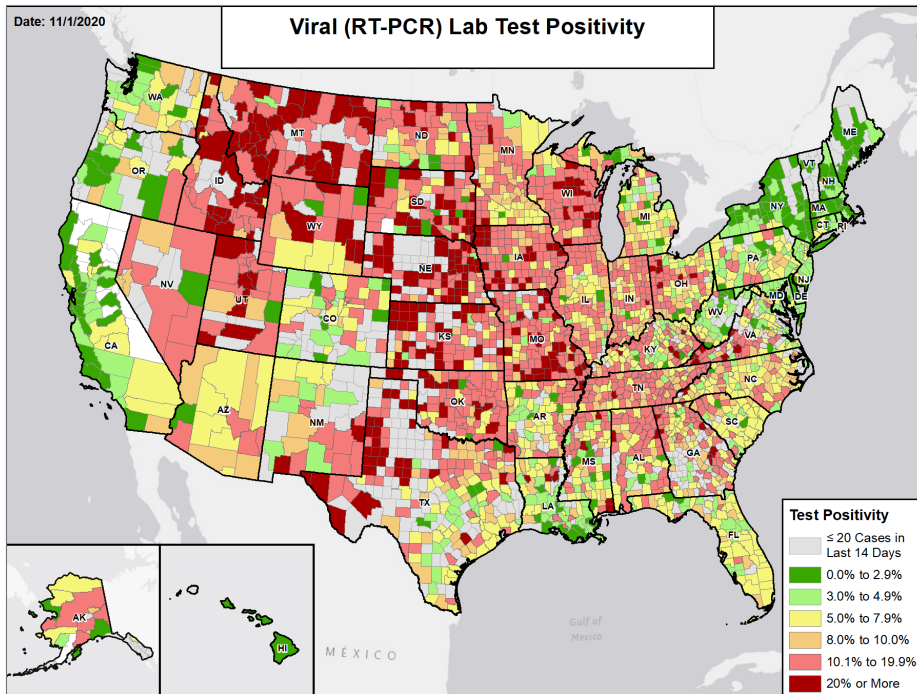 Date: 11/1/2020
Viral (RT-PCR) Lab Test Positivity
WA
MT
ND
MN
ME
OR
ID
SD
WI
VT
NH
NY
MA
CT
RI
WY
MI
IA
NE
PA
NJ
NV
UT
CO
IL
IN
OH
MD
DE
WV
CA
KS
MO
KY
VA
TN
NC
AZ
NM
OK
AR
SC
MS
AL
GA
TX
LA
FL
AK
HI
MÉXICO
Gulf of
Mexico
Test Positivity
≤ 20 Cases in
Last 14 Days
0.0% to 2.9%
3.0% to 4.9%
5.0% to 7.9%
8.0% to 10.0%
10.1% to 19.9%
20% or More